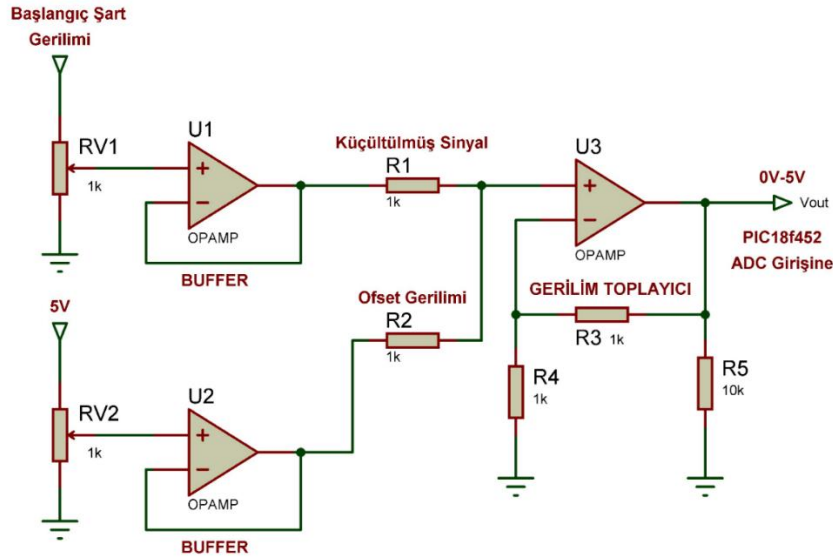 Başlangıç Şart
Gerilimi
RV1
1k
U1
OPAMP
BUFFER
Küçültülmüş Sinyal
R1
1k
U3
OPAMP
0V-5V
Vout
PIC18f452
ADC Girişine
GERİLİM TOPLAYICI
R3 1k
R4
1k
R5
10k
Ofset Gerilimi
R2
1k
5V
RV2
1k
U2
OPAMP
BUFFER